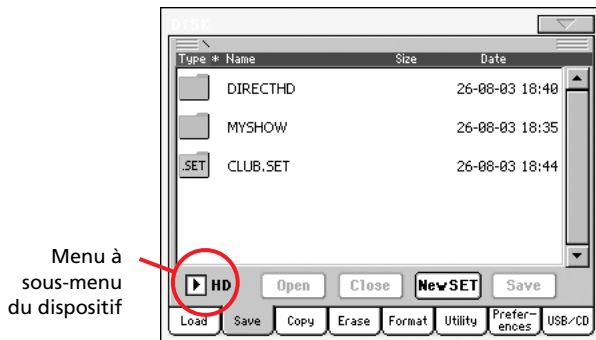 DISK
Type * Name Size Date
DIRECTHD 26-08-03 18:40
MYSHOW 26-08-03 18:35
.SET CLUB.SET 26-08-03 18:44
Menu à
sous-menu
du dispositif
HD Open Close New SET Save
Load Save Copy Erase Format Utility Prefer-
ences USB/CD